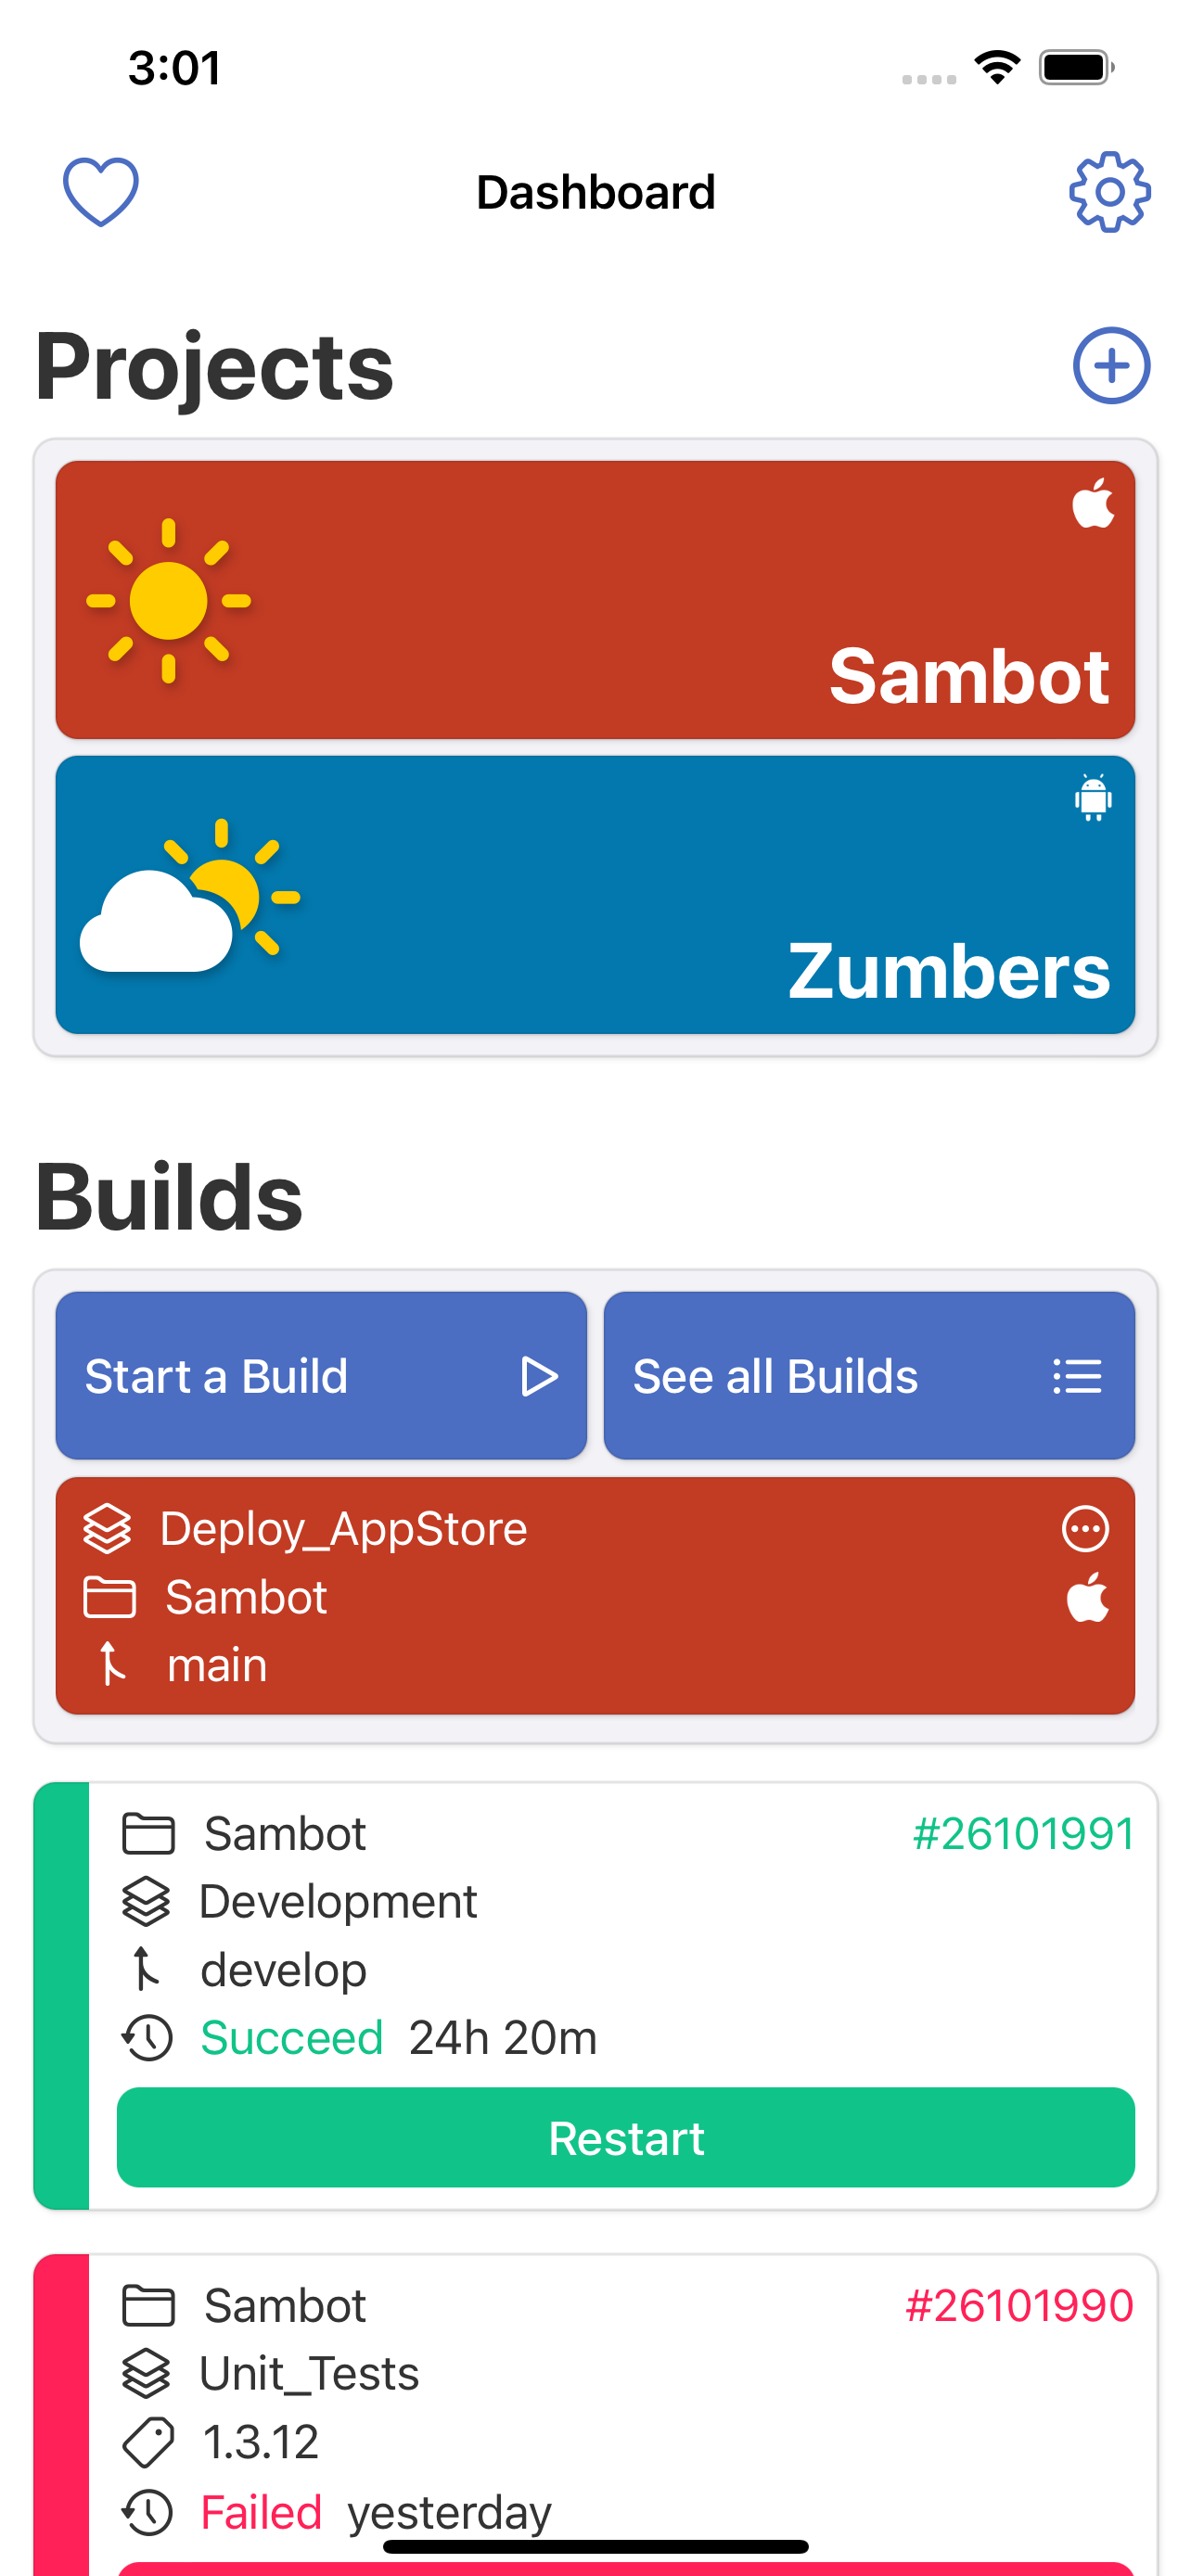 3:01
Dashboard
Projects
Sambot
Zumbers
Builds
Start a Build
See all Builds
Deploy_AppStore
Sambot
main
Sambot
#26101991
Development
develop
Succeed 24h 20m
Restart
Sambot
#26101990
Unit_Tests
1.3.12
Failed yesterday